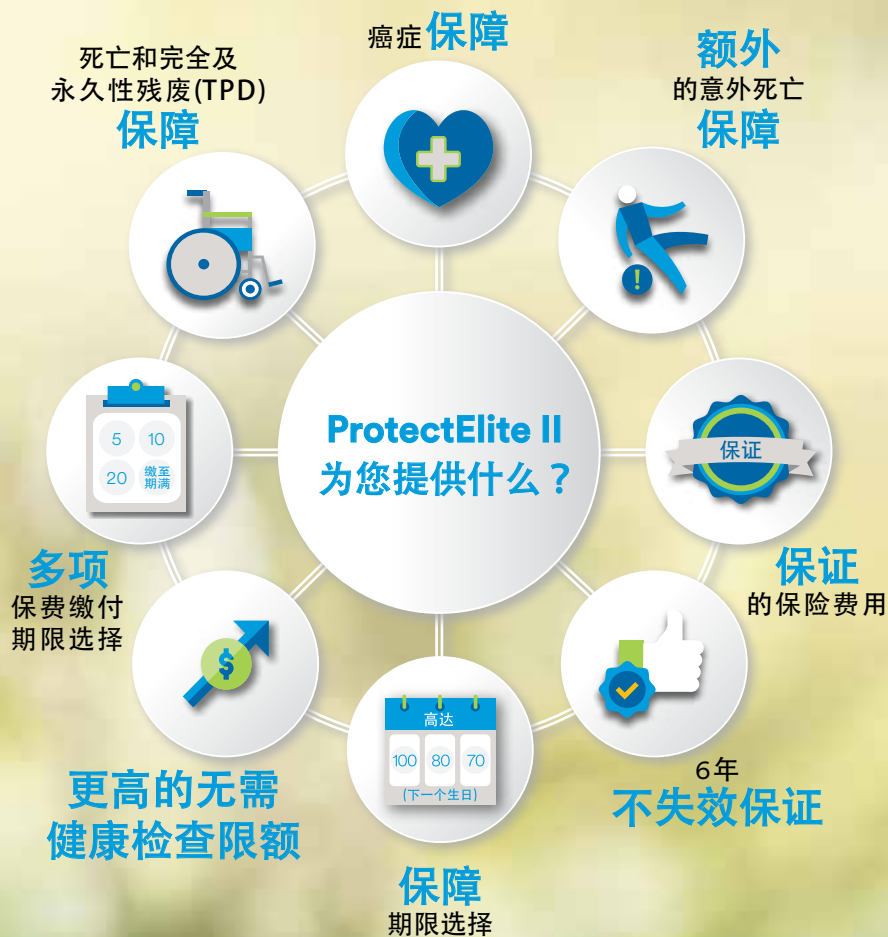 ProtectElite II
为您提供什么？
癌症保障
额外
的意外死亡
保障
!
保证
保证
的保险费用
6年
不失效保证
高达
100 80 70
(下一个生日)
保障
期限选择
$
更高的无需
健康检查限额
5 10
20 缴至
期满
多项
保费缴付
期限选择
死亡和完全及
永久性残废(TPD)
保障